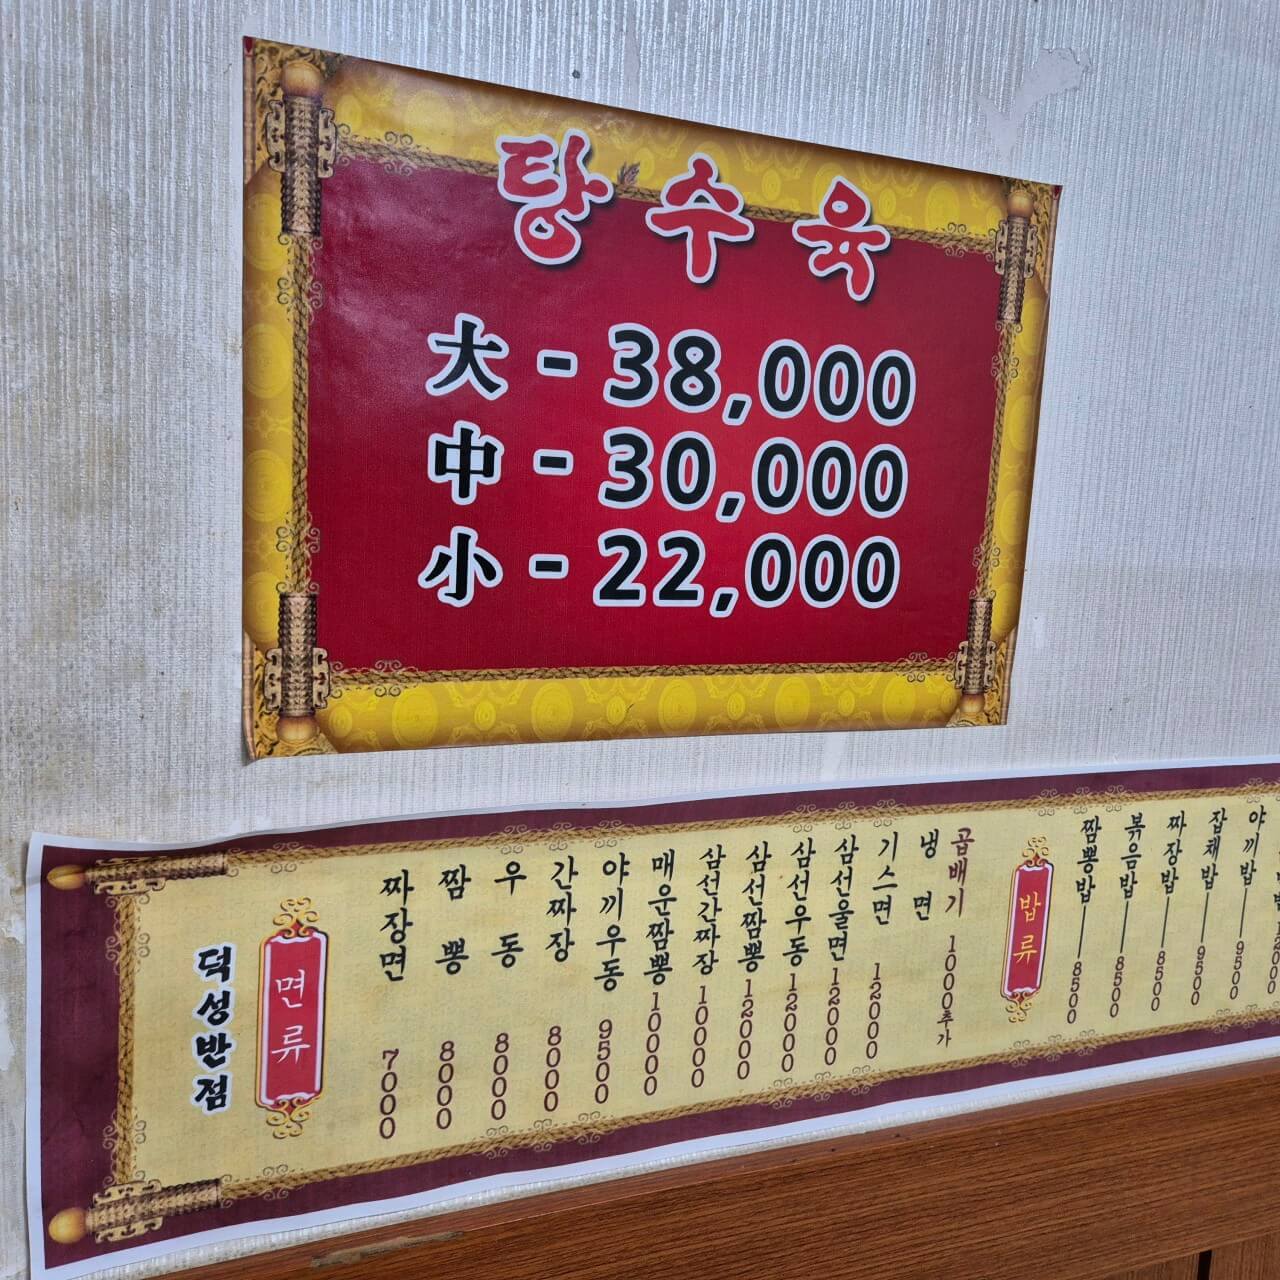 탕수육
大 - 38,000
中 - 30,000
小 - 22,000
덕성반점
면류
짜장면 7000
짬뽕 8000
우동 8000
간짜장 8000
야끼우동 9500
매운짬뽕 10000
삼선간짜장 10000
삼선짬뽕 12000
삼선우동 12000
삼선울면 12000
기스면 12000
냉면
곱배기 1000추가
밥류
짬뽕밥 8500
볶음밥 8500
짜장밥 8500
잡채밥 9500
야끼밥 9500